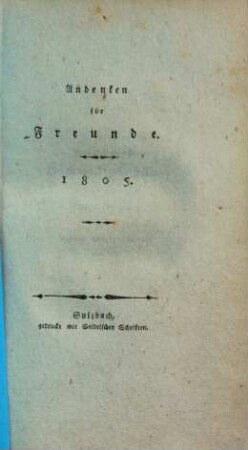 Andenken
für
Freunde.
1805.
Sulzbach,
gedruckt mit Seidelschen Schriften.